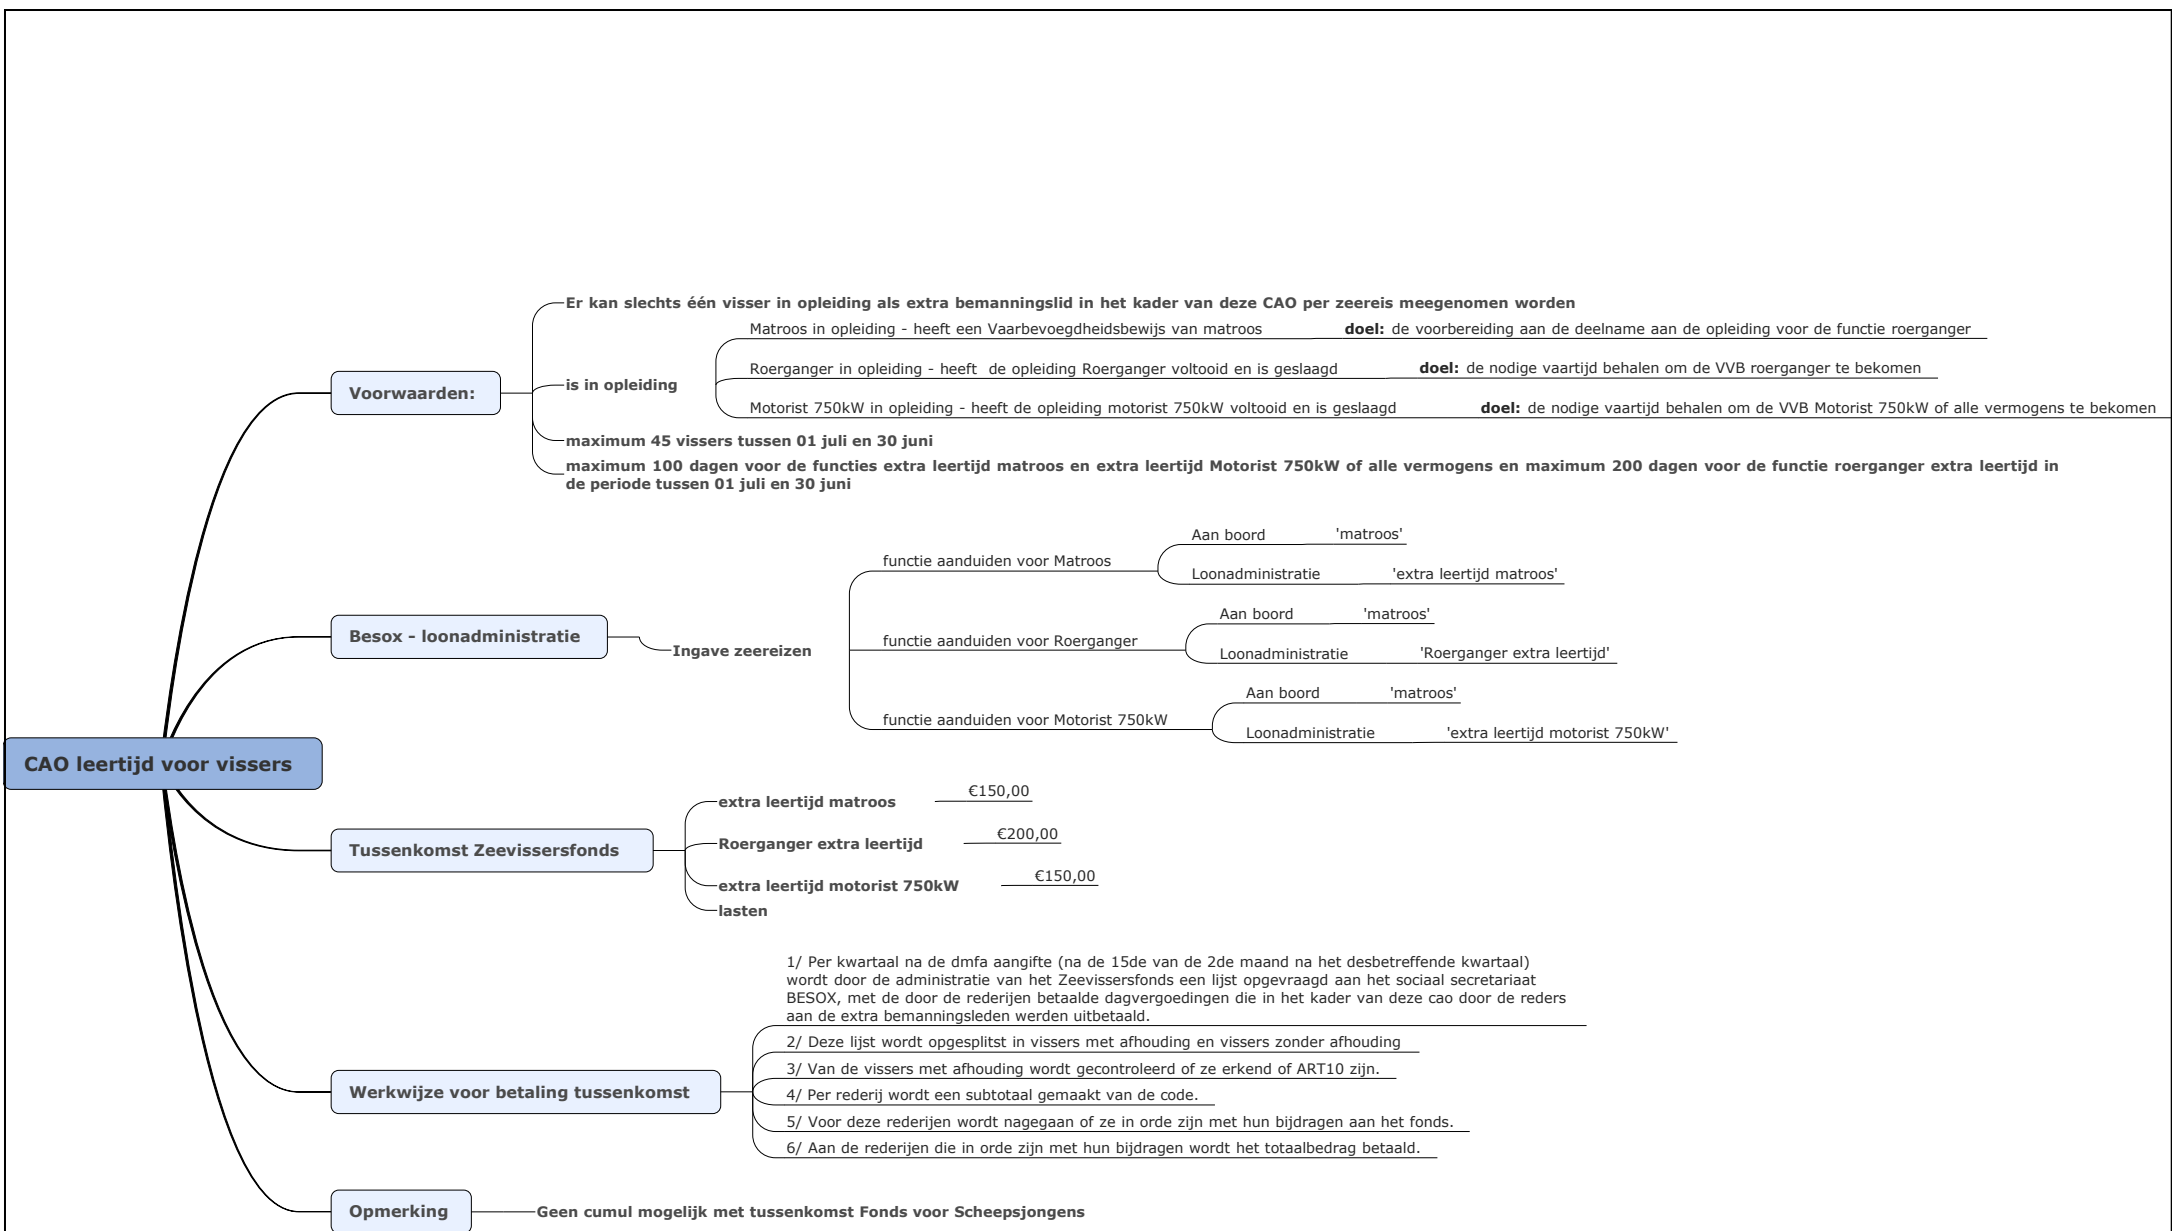 CAO leertijd voor vissers
Voorwaarden:
Er kan slechts één visser in opleiding als extra bemanningslid in het kader van deze CAO per zeereis meegenomen worden
is in opleiding
Matroos in opleiding - heeft een Vaarbevoegdheidsbewijs van matroos
doel: de voorbereiding aan de deelname aan de opleiding voor de functie roerganger
Roerganger in opleiding - heeft  de opleiding Roerganger voltooid en is geslaagd
doel: de nodige vaartijd behalen om de VVB roerganger te bekomen
Motorist 750kW in opleiding - heeft de opleiding motorist 750kW voltooid en is geslaagd
doel: de nodige vaartijd behalen om de VVB Motorist 750kW of alle vermogens te bekomen
maximum 45 vissers tussen 01 juli en 30 juni
maximum 100 dagen voor de functies extra leertijd matroos en extra leertijd Motorist 750kW of alle vermogens en maximum 200 dagen voor de functie roerganger extra leertijd in
de periode tussen 01 juli en 30 juni
Besox - loonadministratie
Ingave zeereizen
functie aanduiden voor Matroos
Aan boord
'matroos'
Loonadministratie
'extra leertijd matroos'
functie aanduiden voor Roerganger
Aan boord
'matroos'
Loonadministratie
'Roerganger extra leertijd'
functie aanduiden voor Motorist 750kW
Aan boord
'matroos'
Loonadministratie
'extra leertijd motorist 750kW'
Tussenkomst Zeevissersfonds
extra leertijd matroos
€150,00
Roerganger extra leertijd
€200,00
extra leertijd motorist 750kW
€150,00
lasten
Werkwijze voor betaling tussenkomst
1/ Per kwartaal na de dmfa aangifte (na de 15de van de 2de maand na het desbetreffende kwartaal)
wordt door de administratie van het Zeevissersfonds een lijst opgevraagd aan het sociaal secretariaat
BESOX, met de door de rederijen betaalde dagvergoedingen die in het kader van deze cao door de reders
aan de extra bemanningsleden werden uitbetaald.
2/ Deze lijst wordt opgesplitst in vissers met afhouding en vissers zonder afhouding
3/ Van de vissers met afhouding wordt gecontroleerd of ze erkend of ART10 zijn.
4/ Per rederij wordt een subtotaal gemaakt van de code.
5/ Voor deze rederijen wordt nagegaan of ze in orde zijn met hun bijdragen aan het fonds.
6/ Aan de rederijen die in orde zijn met hun bijdragen wordt het totaalbedrag betaald.
Opmerking
Geen cumul mogelijk met tussenkomst Fonds voor Scheepsjongens